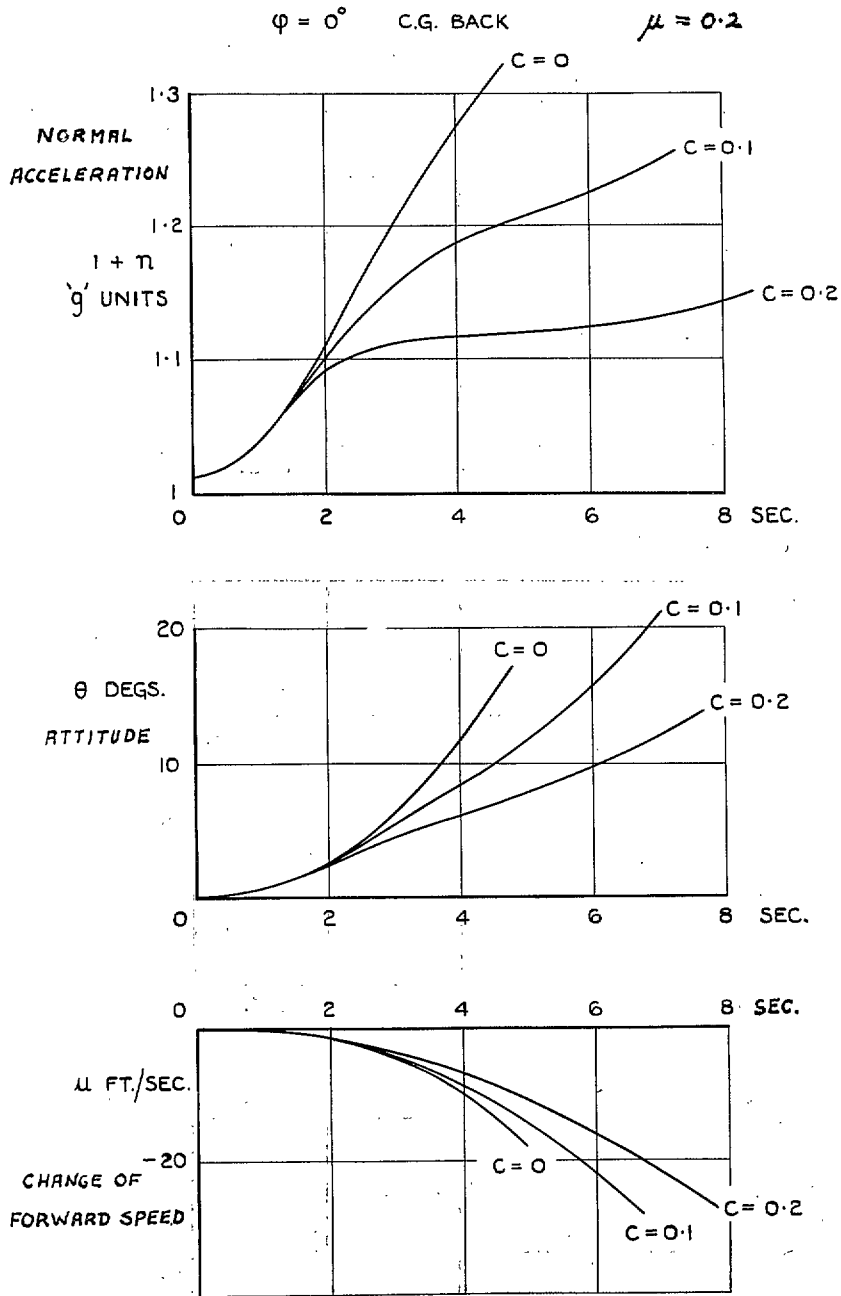 φ = 0° C.G. BACK μ = 0.2
C = 0
1.3
NORMAL
ACCELERATION
C = 0.1
1.2
1 + n
'g' UNITS
C = 0.2
1.1
1
0 2 4 6 8 SEC.
20
C = 0.1
C = 0
θ DEGS.
ATTITUDE
C = 0.2
10
0 2 4 6 8 SEC.
0 2 4 6 8 SEC.
u FT./SEC.
-20
C = 0
CHANGE OF
FORWARD SPEED
C = 0.2
C = 0.1